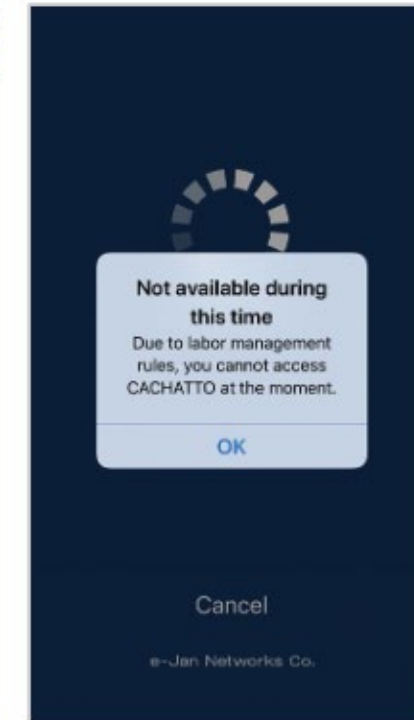 Not available during
this time
Due to labor management
rules, you cannot access
CACHATTO at the moment.
OK
Cancel
e-Jan Networks Co.